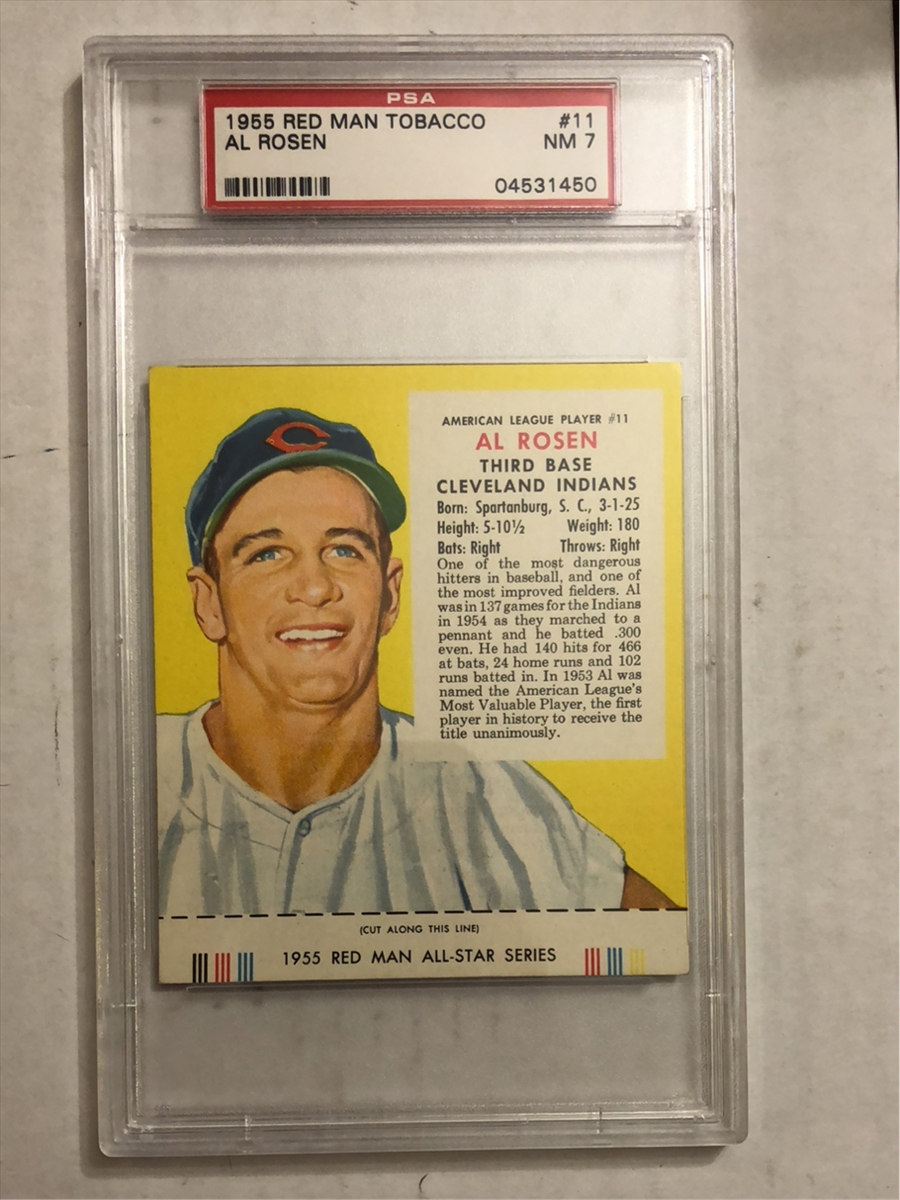 PSA
1955 RED MAN TOBACCO #11
AL ROSEN NM 7
04531450
C
AMERICAN LEAGUE PLAYER #11
AL ROSEN
THIRD BASE
CLEVELAND INDIANS
Born: Spartanburg, S. C., 3-1-25
Height: 5-10½ Weight: 180
Bats: Right Throws: Right
One of the most dangerous
hitters in baseball, and one of
the most improved fielders. Al
was in 137 games for the Indians
in 1954 as they marched to a
pennant and he batted .300
even. He had 140 hits for 466
at bats, 24 home runs and 102
runs batted in. In 1953 Al was
named the American League's
Most Valuable Player, the first
player in history to receive the
title unanimously.
(CUT ALONG THIS LINE)
1955 RED MAN ALL-STAR SERIES